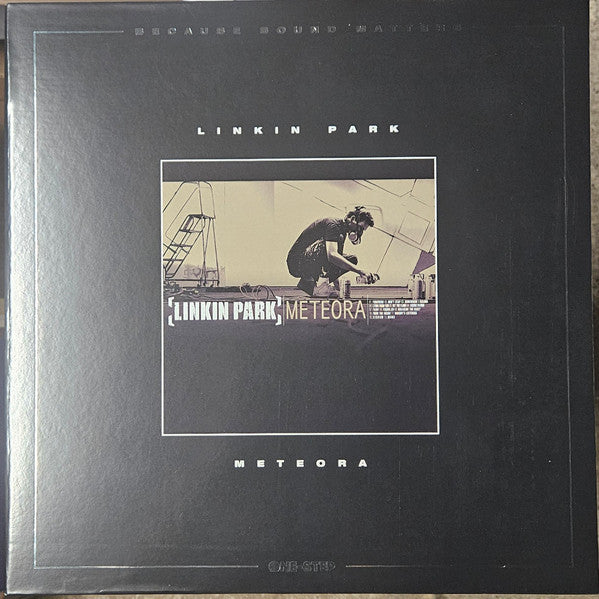 BECAUSE SOUND MATTERS
LINKIN PARK
[LINKIN PARK] METEORA
METEORA
ONE-STEP